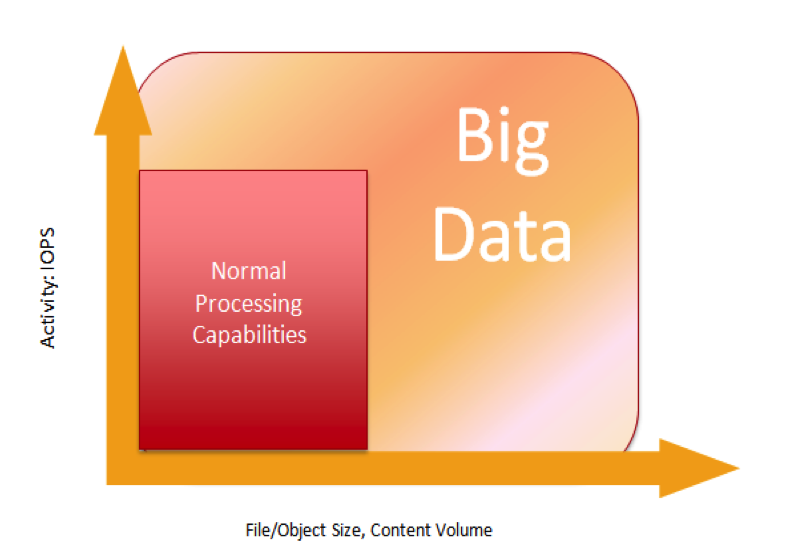 Big
Data
Normal
Processing
Capabilities
Activity: IOPS
File/Object Size, Content Volume